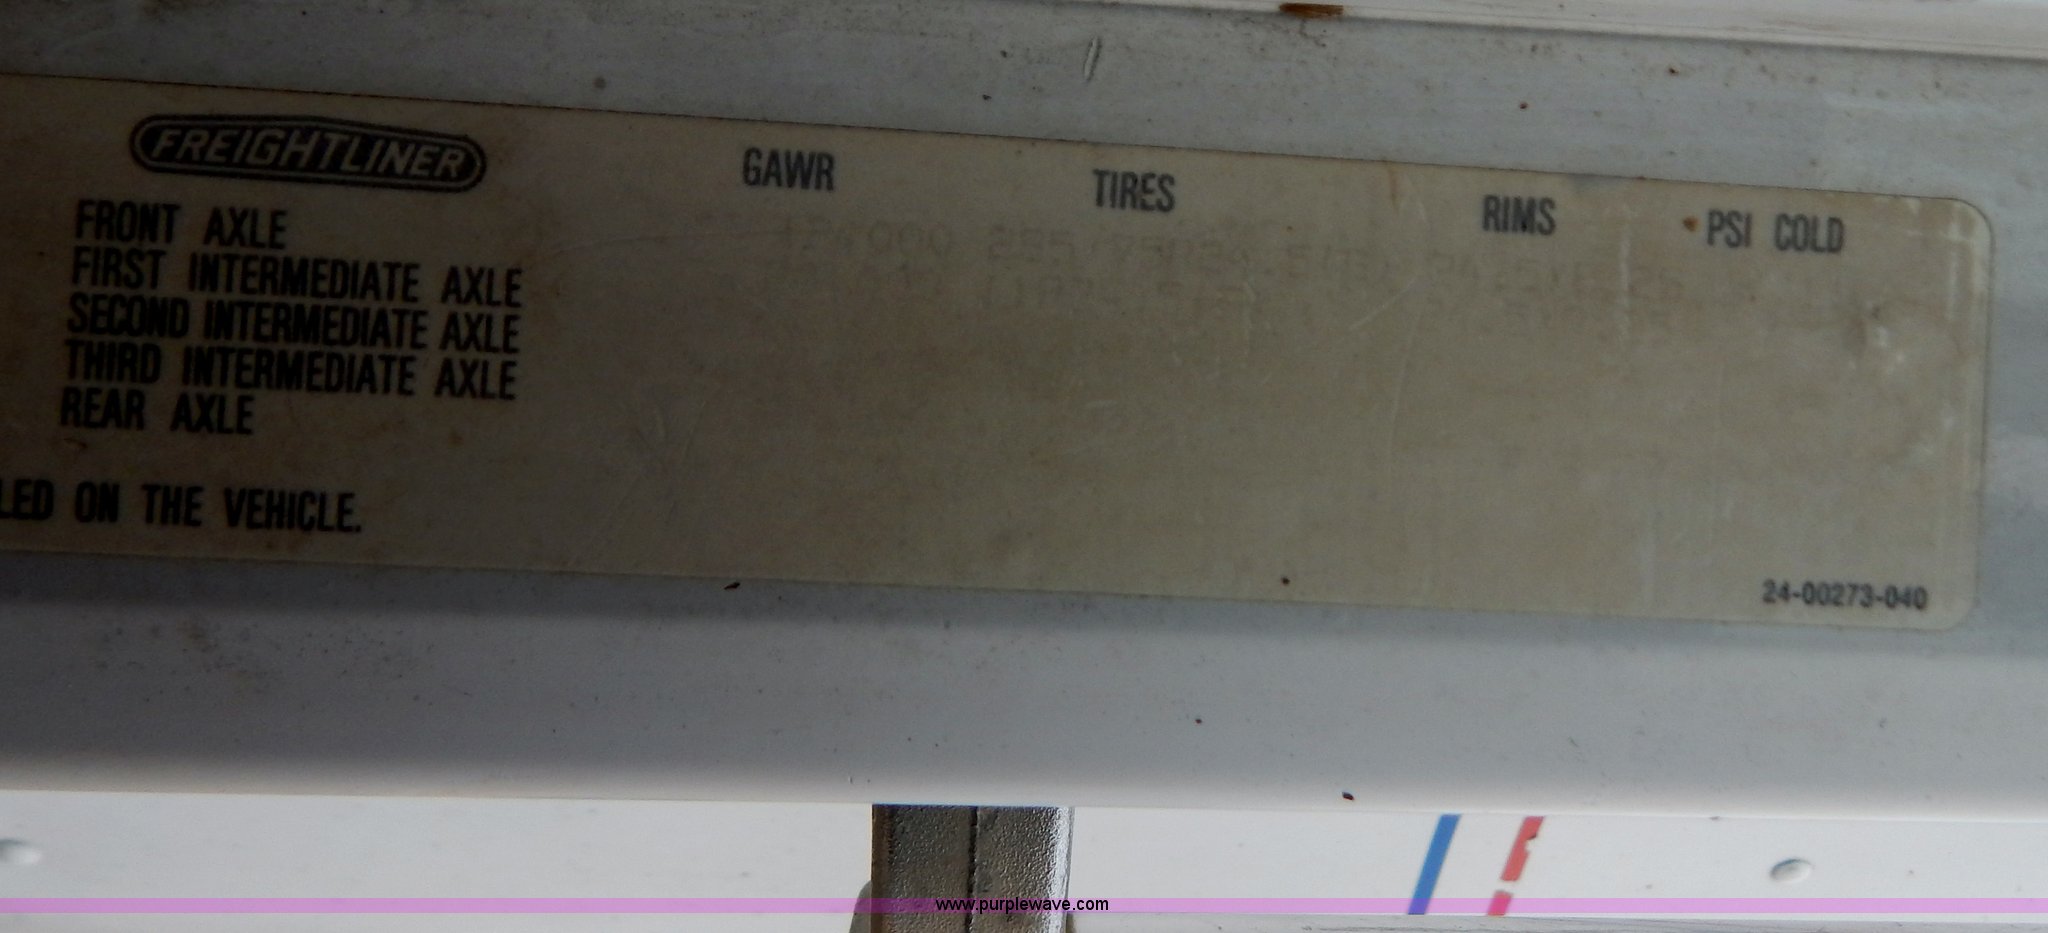 FREIGHTLINER
GAWR TIRES RIMS PSI COLD
FRONT AXLE
FIRST INTERMEDIATE AXLE
SECOND INTERMEDIATE AXLE
THIRD INTERMEDIATE AXLE
REAR AXLE
LED ON THE VEHICLE.
24-00273-040
www.purplewave.com